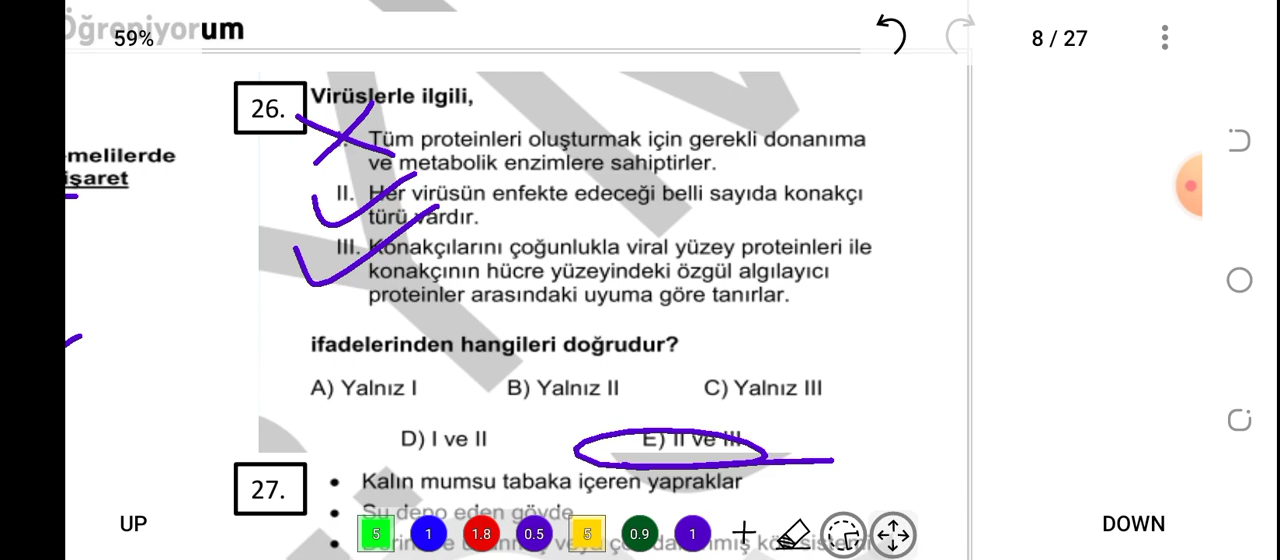 Öğreniyorum
59%
8 / 27
26.
Virüslerle ilgili,
I. Tüm proteinleri oluşturmak için gerekli donanıma
ve metabolik enzimlere sahiptirler.
II. Her virüsün enfekte edeceği belli sayıda konakçı
türü vardır.
III. Konakçılarını çoğunlukla viral yüzey proteinleri ile
konakçının hücre yüzeyindeki özgül algılayıcı
proteinler arasındaki uyuma göre tanırlar.
emelilerde
işaret
ifadelerinden hangileri doğrudur?
A) Yalnız I B) Yalnız II C) Yalnız III
D) I ve II E) II ve III
27.
• Kalın mumsu tabaka içeren yapraklar
• Su depo eden gövde
UP
5 1 1.8 0.5 5 0.9 1
DOWN